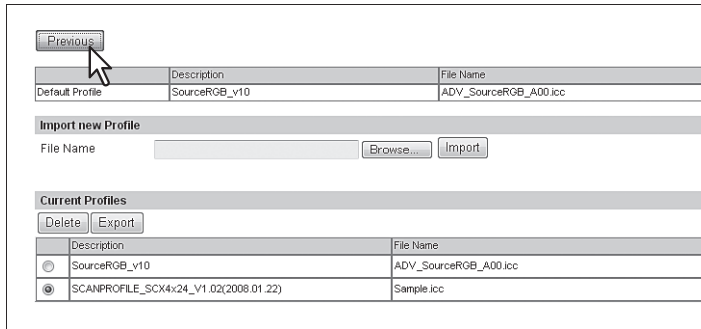 Previous
Description File Name
Default Profile SourceRGB_v10 ADV_SourceRGB_A00.icc
Import new Profile
File Name Browse... Import
Current Profiles
Delete Export
Description File Name
SourceRGB_v10 ADV_SourceRGB_A00.icc
SCANPROFILE_SCX4x24_V1.02(2008.01.22) Sample.icc